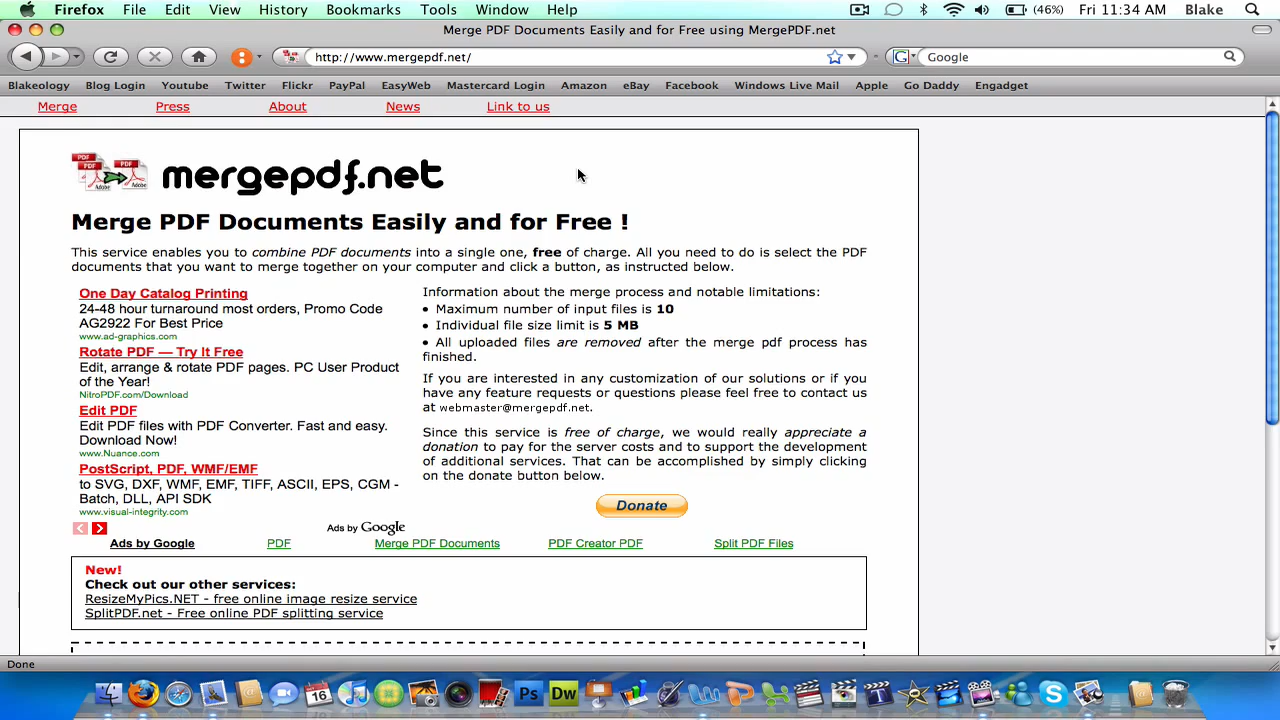 Firefox File Edit View History Bookmarks Tools Window Help (46%) Fri 11:34 AM Blake
Merge PDF Documents Easily and for Free using MergePDF.net
http://www.mergepdf.net/ Google
Blakeology Blog Login Youtube Twitter Flickr PayPal EasyWeb Mastercard Login Amazon eBay Facebook Windows Live Mail Apple Go Daddy Engadget
Merge Press About News Link to us
mergepdf.net
Merge PDF Documents Easily and for Free !
This service enables you to combine PDF documents into a single one, free of charge. All you need to do is select the PDF
documents that you want to merge together on your computer and click a button, as instructed below.
One Day Catalog Printing
24-48 hour turnaround most orders, Promo Code
AG2922 For Best Price
www.ad-graphics.com
Rotate PDF — Try It Free
Edit, arrange & rotate PDF pages. PC User Product
of the Year!
NitroPDF.com/Download
Edit PDF
Edit PDF files with PDF Converter. Fast and easy.
Download Now!
www.Nuance.com
PostScript, PDF, WMF/EMF
to SVG, DXF, WMF, EMF, TIFF, ASCII, EPS, CGM -
Batch, DLL, API SDK
www.visual-integrity.com
Ads by Google
Information about the merge process and notable limitations:
• Maximum number of input files is 10
• Individual file size limit is 5 MB
• All uploaded files are removed after the merge pdf process has
finished.
If you are interested in any customization of our solutions or if you
have any feature requests or questions please feel free to contact us
at webmaster@mergepdf.net.
Since this service is free of charge, we would really appreciate a
donation to pay for the server costs and to support the development
of additional services. That can be accomplished by simply clicking
on the donate button below.
Donate
Ads by Google PDF Merge PDF Documents PDF Creator PDF Split PDF Files
New!
Check out our other services:
ResizeMyPics.NET - free online image resize service
SplitPDF.net - Free online PDF splitting service
Done
16 Ps Dw